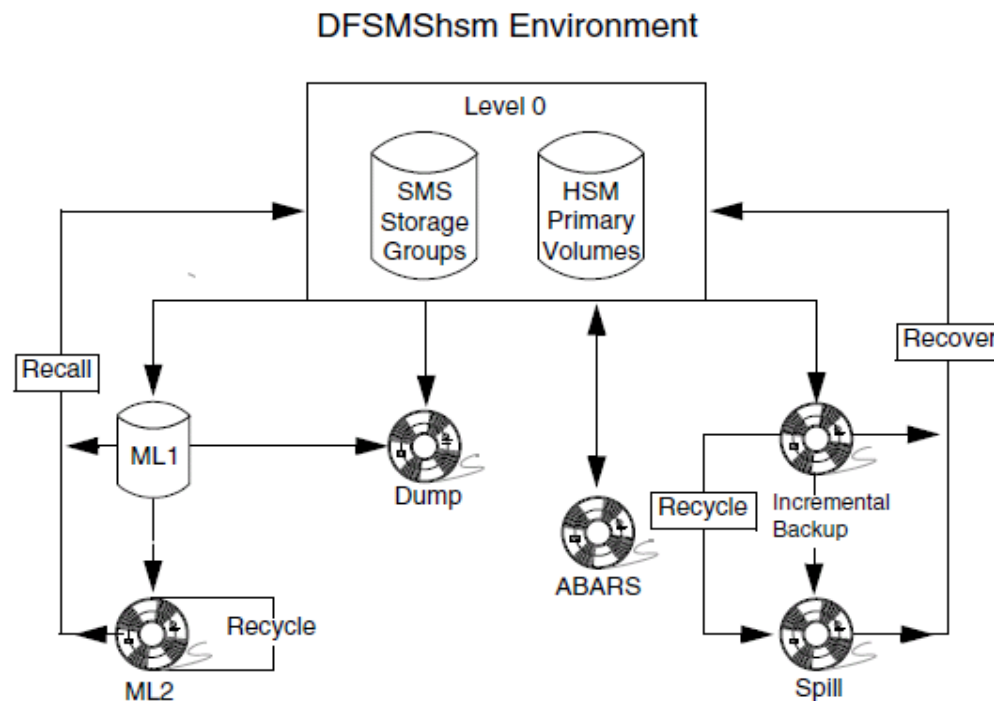 DFSMShsm Environment
Level 0
SMS
Storage
Groups
HSM
Primary
Volumes
Recall
Recover
ML1
Dump
Recycle
Incremental
Backup
ABARS
Recycle
ML2
Spill